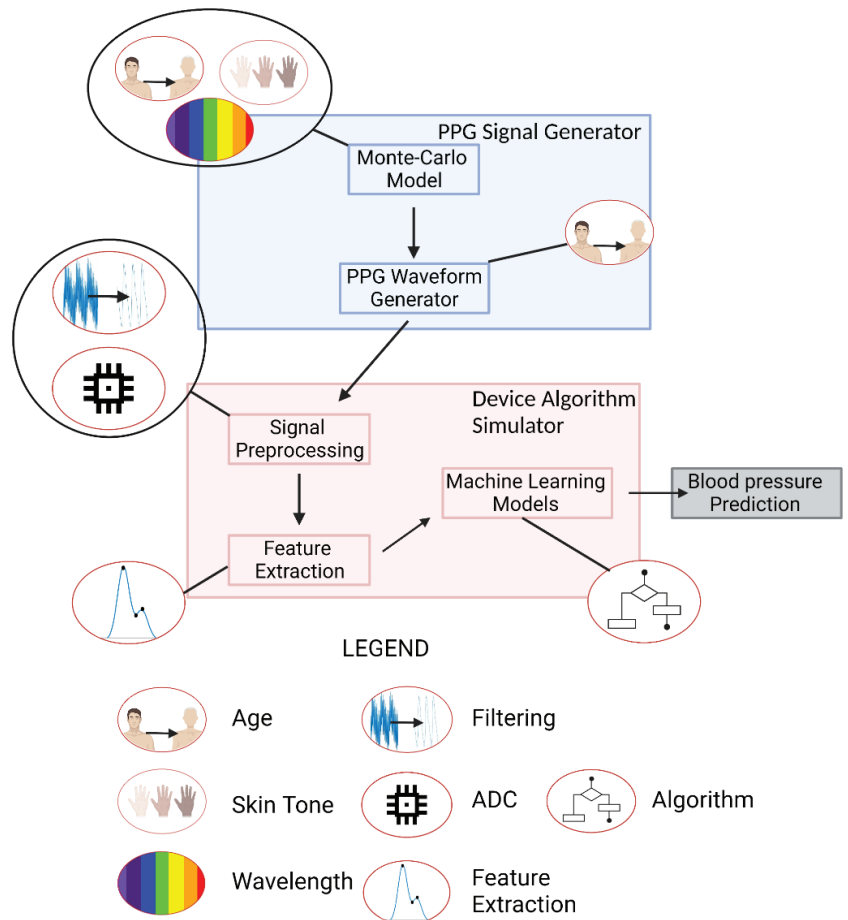 PPG Signal Generator
Monte-Carlo
Model
PPG Waveform
Generator
Device Algorithm
Simulator
Signal
Preprocessing
Machine Learning
Models
Blood pressure
Prediction
Feature
Extraction
LEGEND
Age
Filtering
Skin Tone
ADC
Algorithm
Wavelength
Feature
Extraction